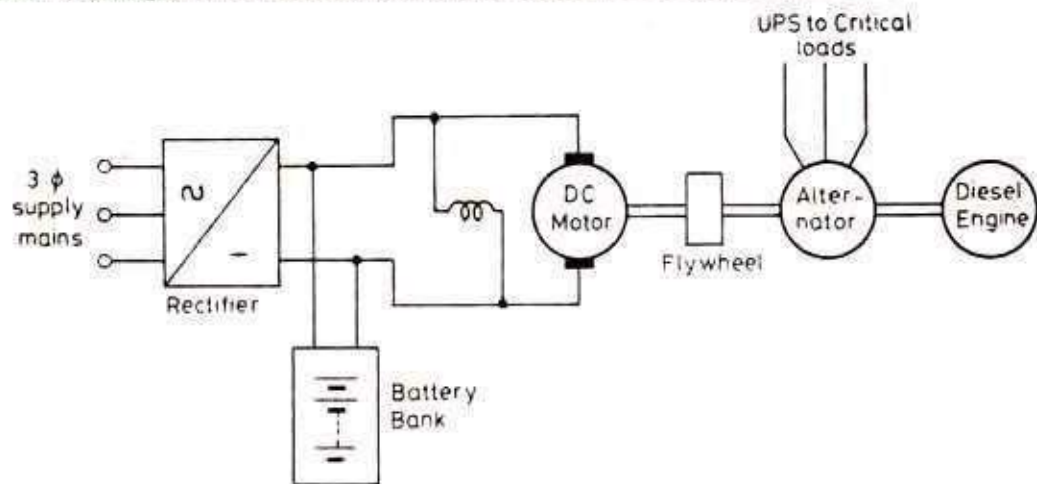 UPS to Critical
loads
3 ϕ
supply
mains
Rectifier
DC
Motor
Flywheel
Alter-
nator
Diesel
Engine
Battery
Bank